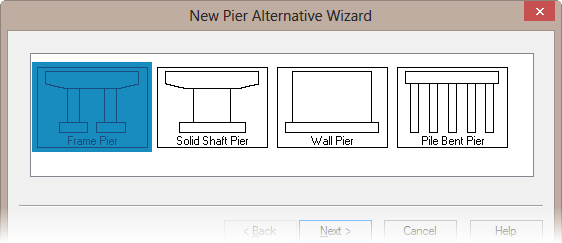 New Pier Alternative Wizard
Frame Pier
Solid Shaft Pier
Wall Pier
Pile Bent Pier
< Back
Next >
Cancel
Help